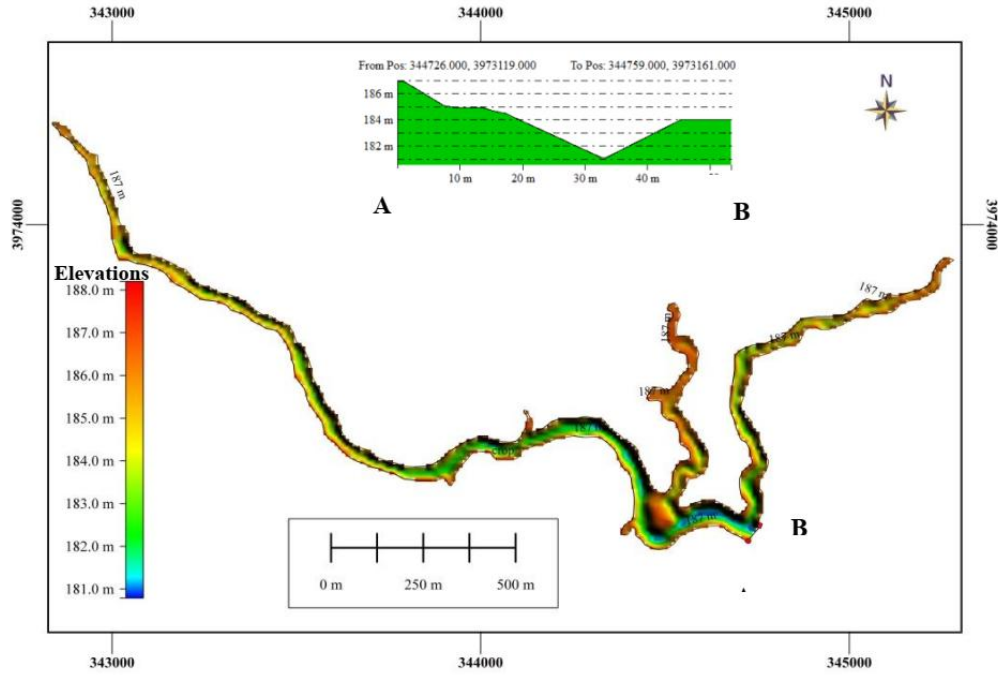 343000 344000 345000
From Pos: 344726.000, 3973119.000 To Pos: 344759.000, 3973161.000
186 m
184 m
182 m
10 m 20 m 30 m 40 m
A B
N
3974000 3974000
187 m
Elevations
188.0 m
187.0 m
186.0 m
185.0 m
184.0 m
183.0 m
182.0 m
181.0 m
187 m
187 m
187 m
187 m
187 m
187 m
B
0 m 250 m 500 m
343000 344000 345000